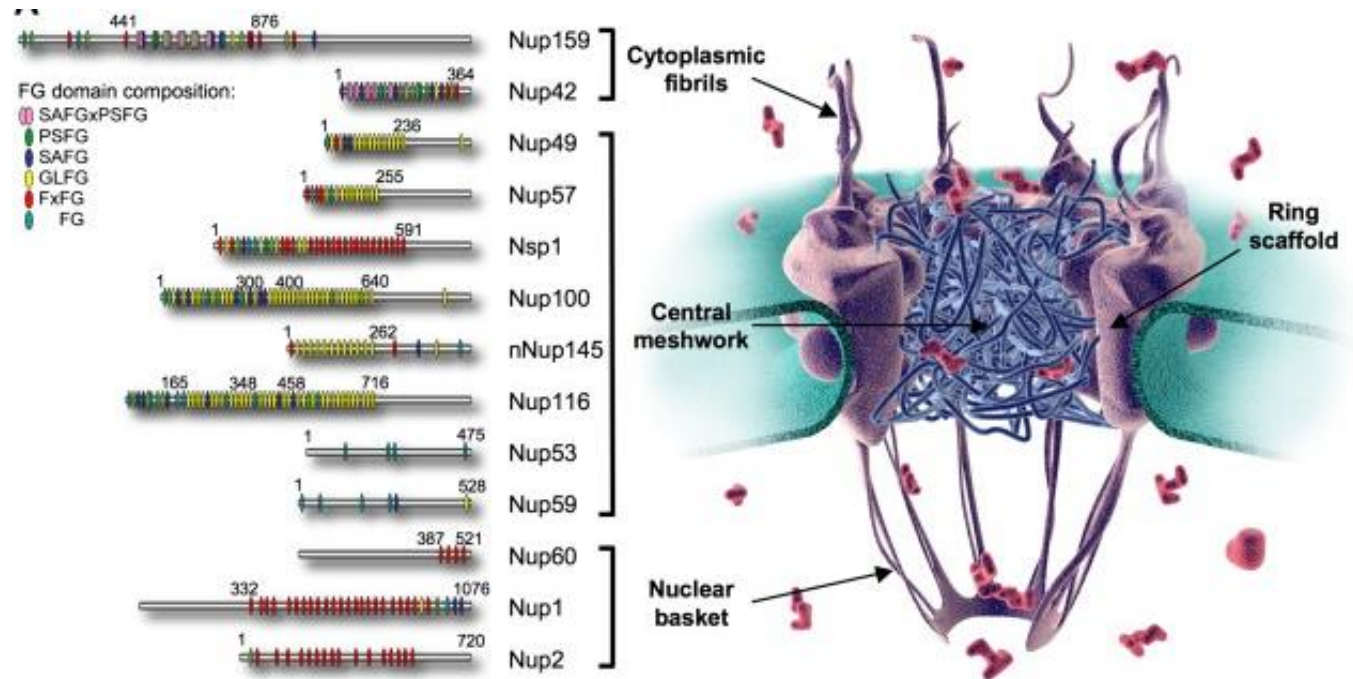 441 876
Nup159
1 364
Nup42
FG domain composition:
SAFGxPSFG
PSFG
SAFG
GLFG
FxFG
FG
1 236
Nup49
1 255
Nup57
1 591
Nsp1
1 300 400 640
Nup100
1 262
nNup145
165 348 458 716
Nup116
1 475
Nup53
1 528
Nup59
387 521
Nup60
332 1076
Nup1
1 720
Nup2
Cytoplasmic
fibrils
Ring
scaffold
Central
meshwork
Nuclear
basket